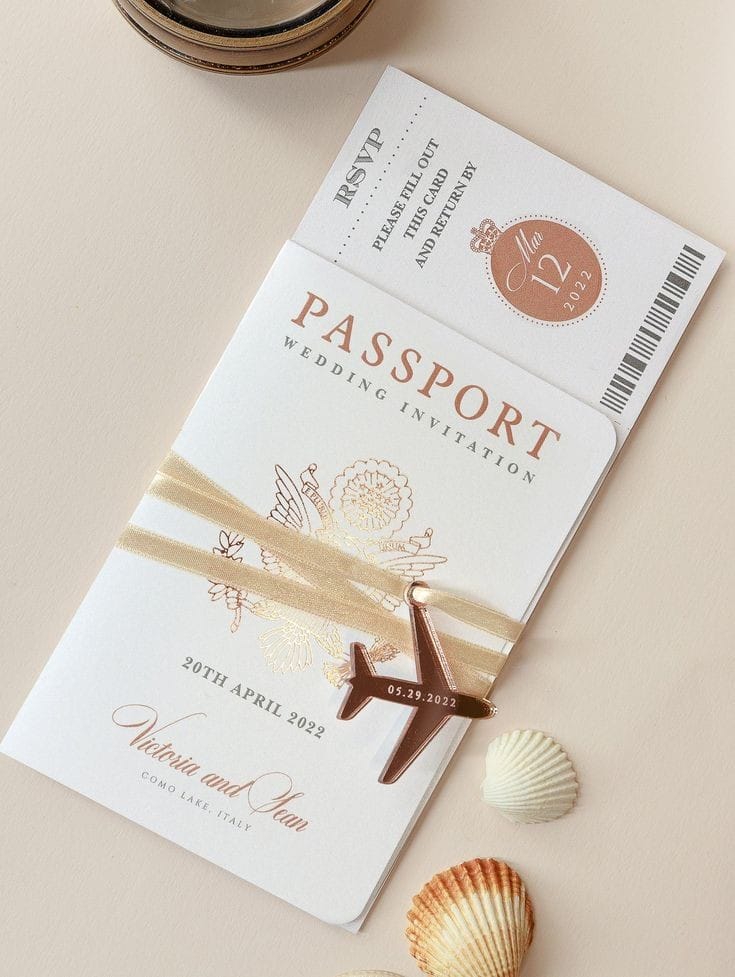 RSVP
PLEASE FILL OUT
THIS CARD
AND RETURN BY
Mar
12
2022
PASSPORT
WEDDING INVITATION
20TH APRIL 2022
05.29.2022
Victoria and Sean
COMO LAKE, ITALY